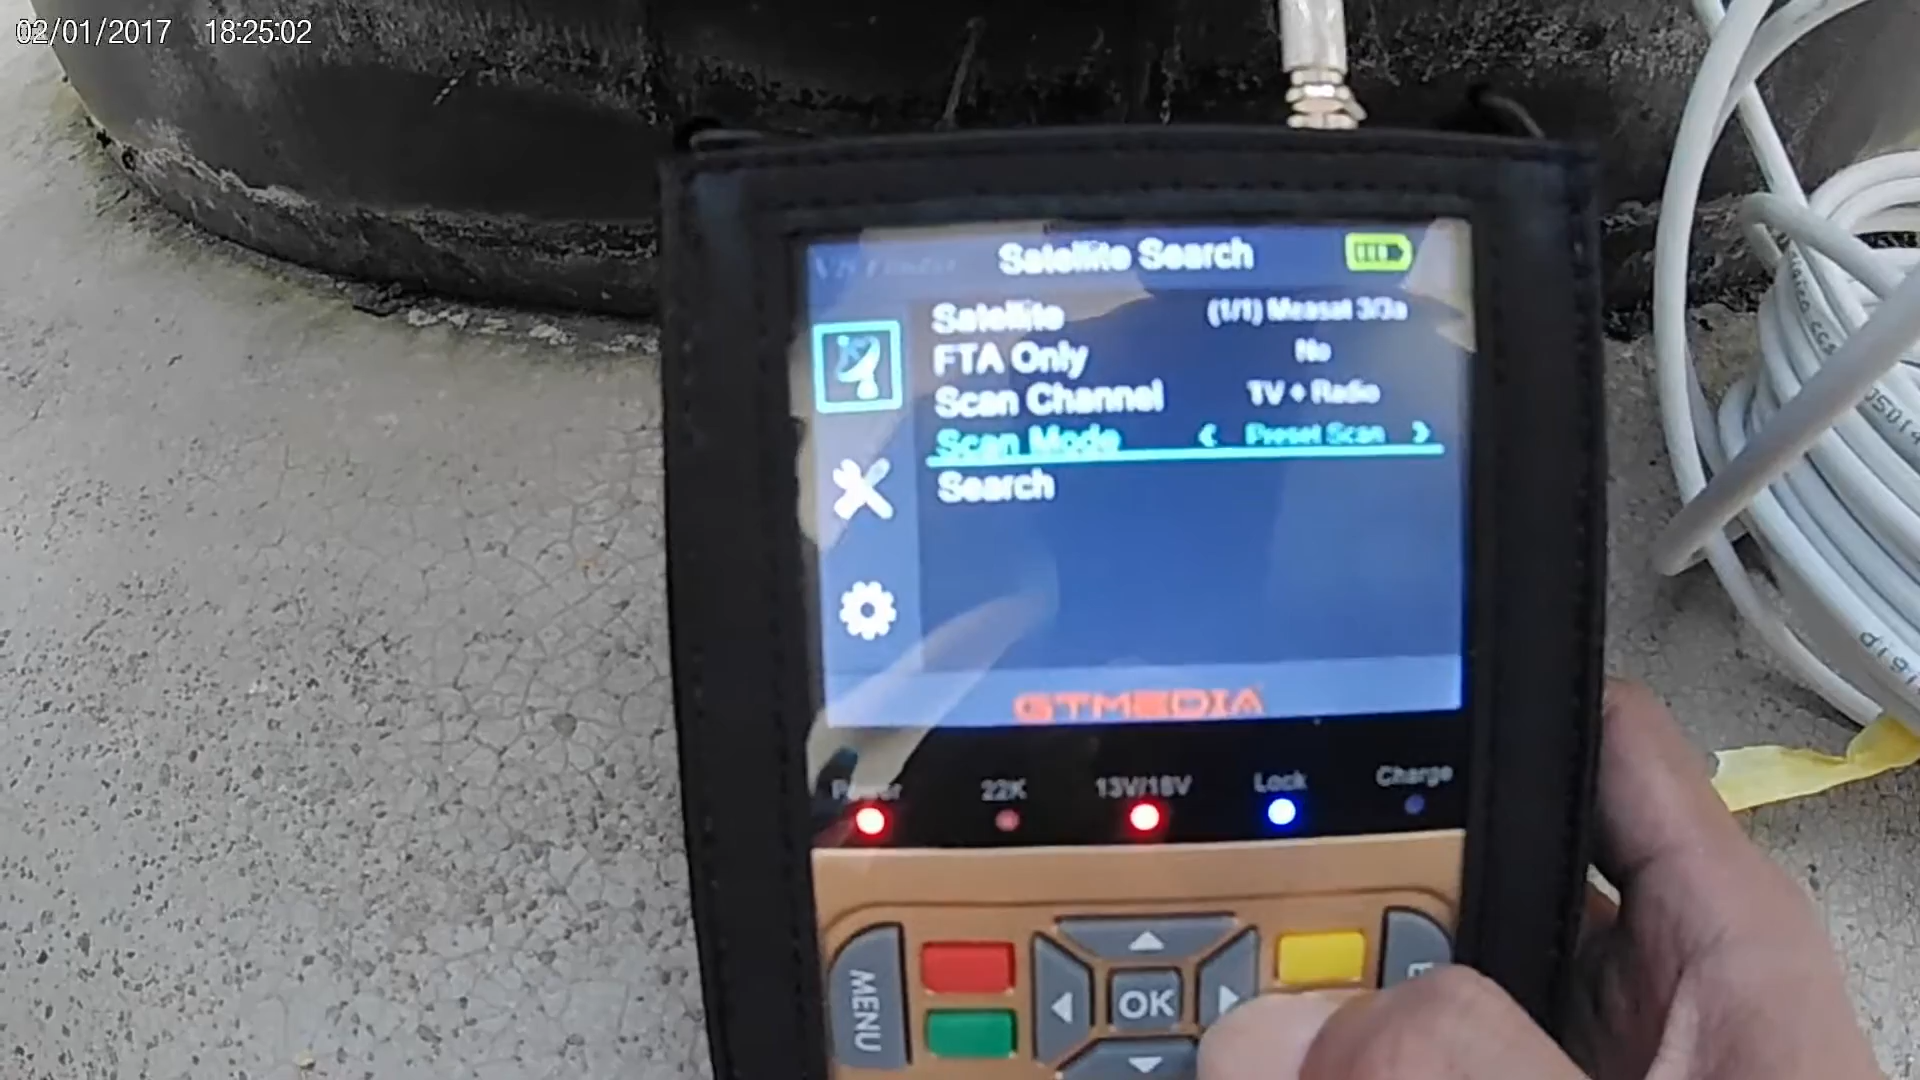 02/01/2017 18:25:02
Satellite Search
Satellite (1/1) Measat 3/3a
FTA Only No
Scan Channel TV + Radio
Scan Mode Preset Scan
Search
GTMEDIA
Power 22K 13V/18V Lock Charge
MENU
OK